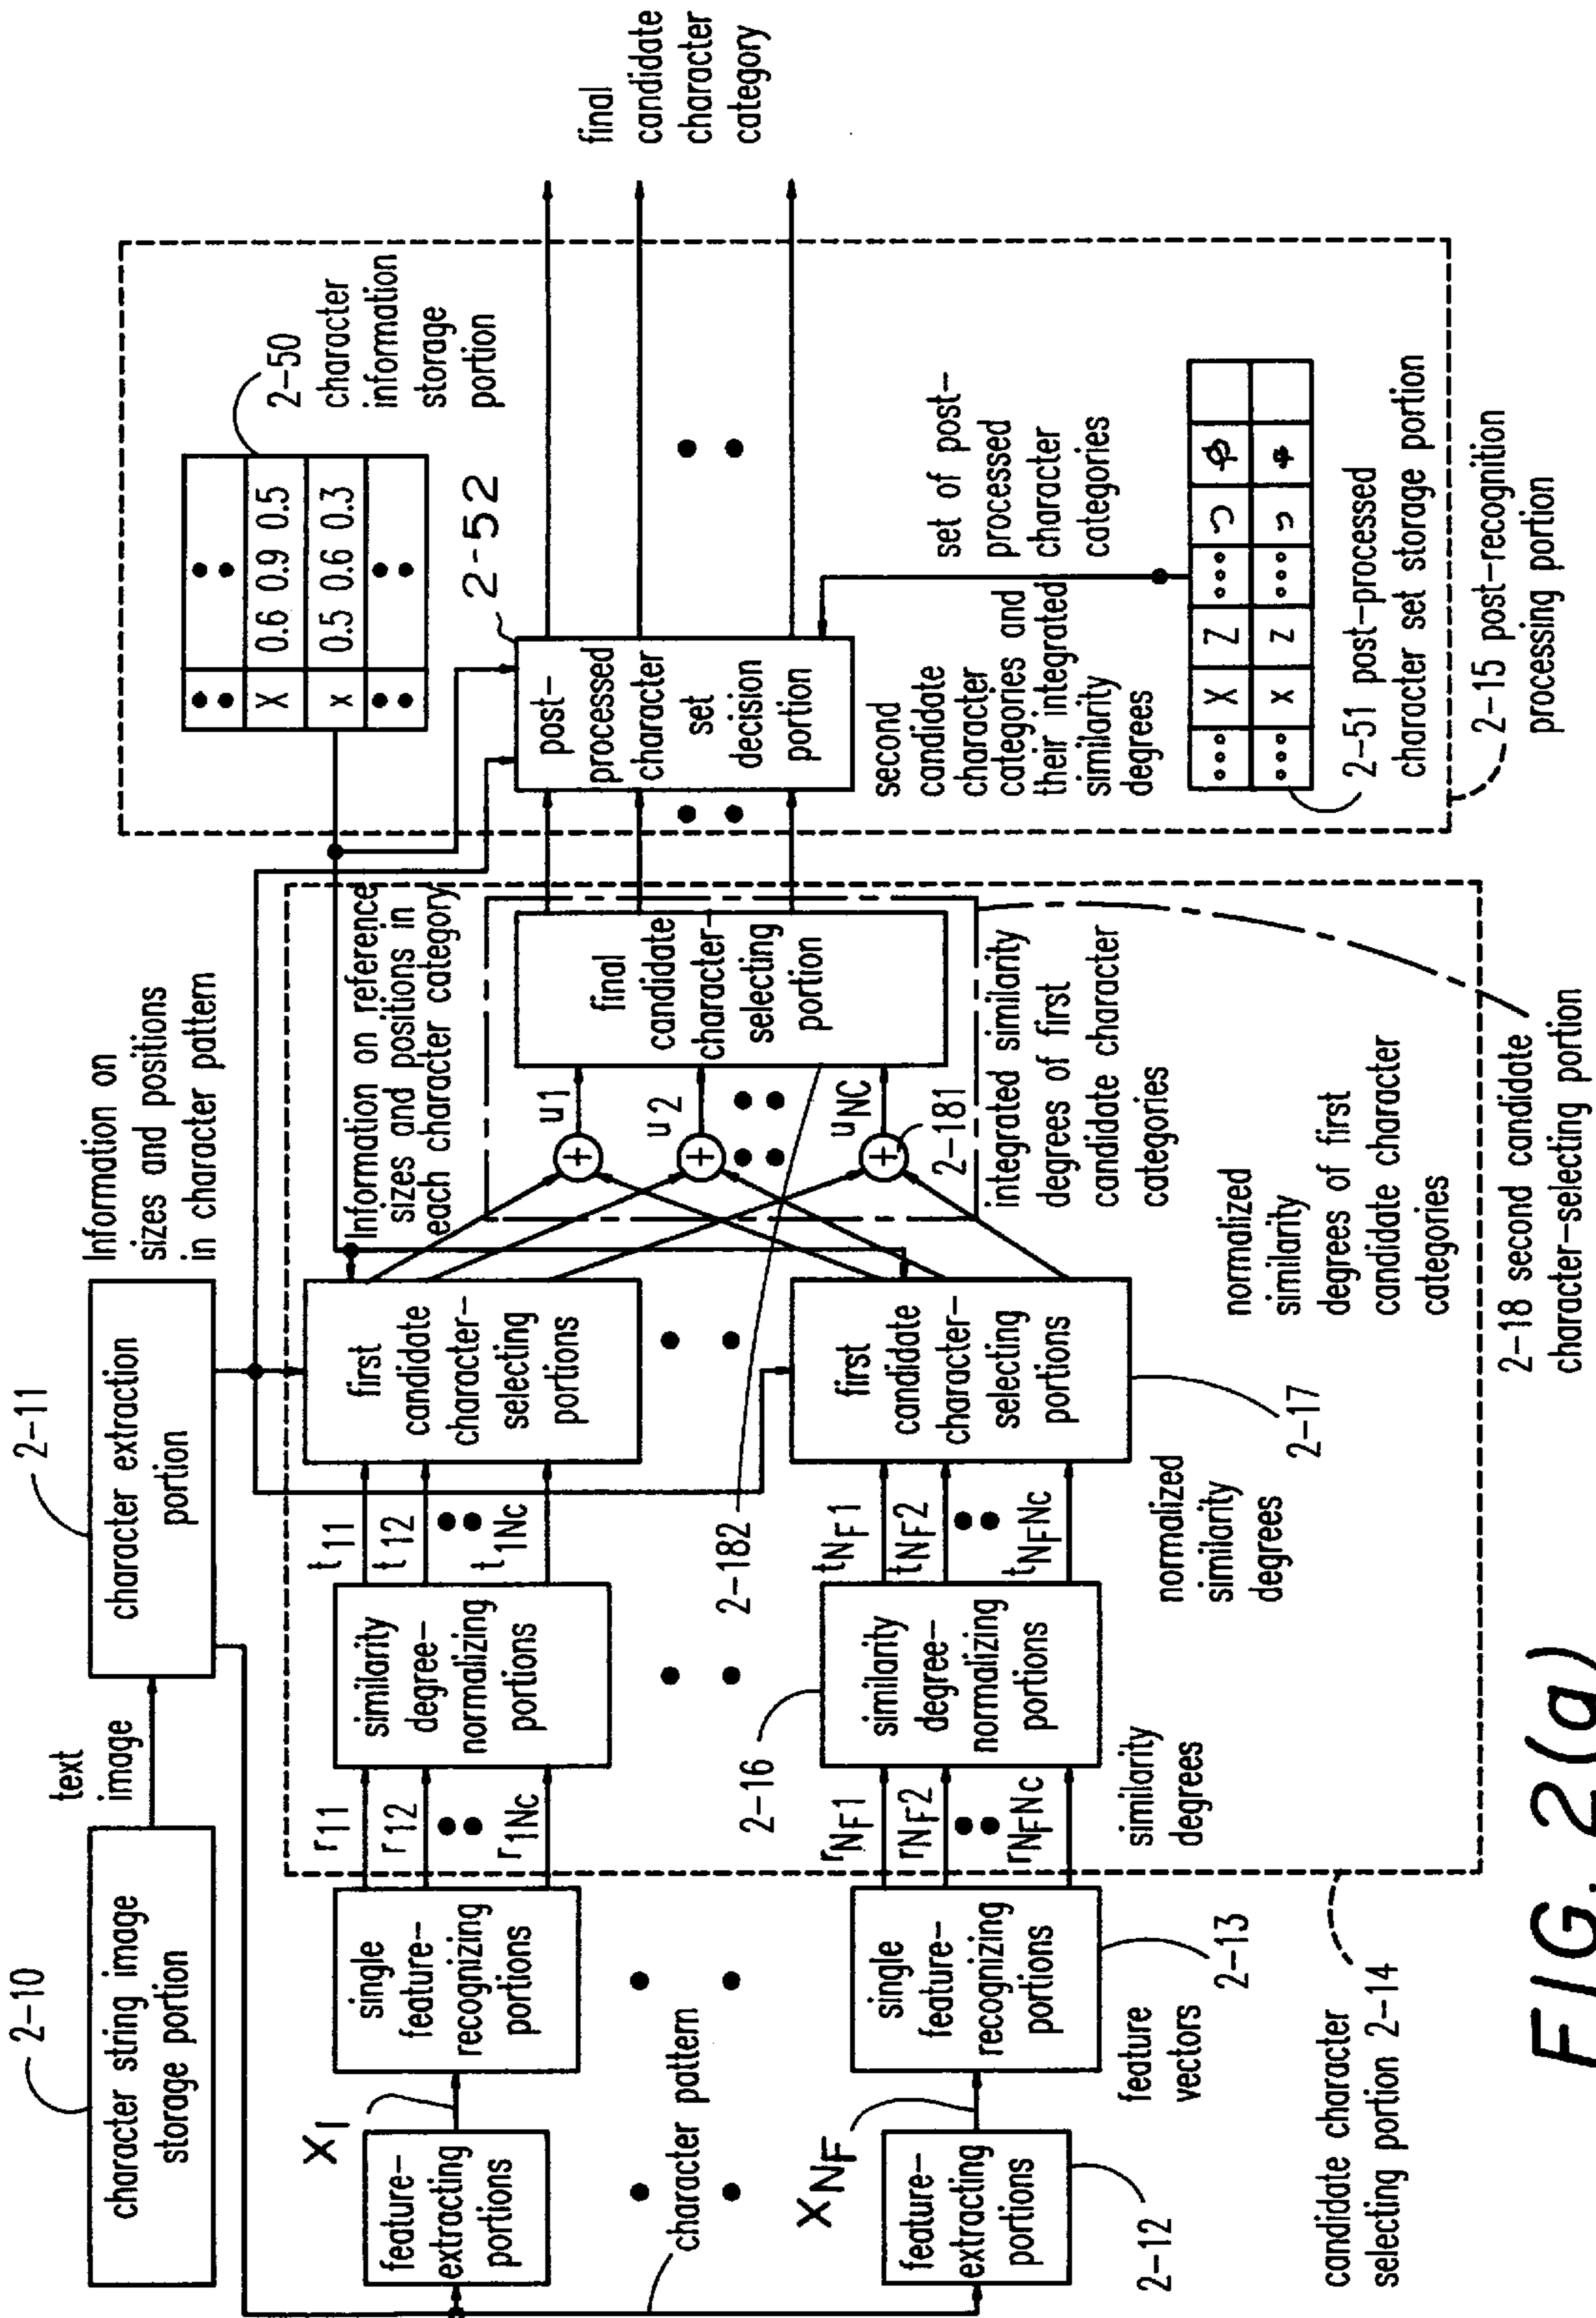 2-10
character string image
storage portion
text
image
2-11
character extraction
portion
Information on
sizes and positions
in character pattern
X1
feature-
extracting
portions
single
feature-
recognizing
portions
r11
r12
r1Nc
similarity
degree-
normalizing
portions
t11
t12
t1Nc
first
candidate
character-
selecting
portions
Information on reference
sizes and positions in
each character category
u1
u2
uNC
2-181
final
candidate
character-
selecting
portion
integrated similarity
degrees of first
candidate character
categories
2-182
character pattern
XNF
feature-
extracting
portions
2-12
single
feature-
recognizing
portions
2-13
feature
vectors
rNF1
rNF2
rNFNc
similarity
degrees
2-16
similarity
degree-
normalizing
portions
tNF1
tNF2
tNFNc
normalized
similarity
degrees
first
candidate
character-
selecting
portions
2-17
normalized
similarity
degrees of first
candidate character
categories
candidate character
selecting portion 2-14
2-18 second candidate
character-selecting portion
X 0.6 0.9 0.5
x 0.5 0.6 0.3
2-50
character
information
storage
portion
2-52
post-
processed
character
set
decision
portion
second
candidate
character
categories and
their integrated
similarity
degrees
set of post-
processed
character
categories
X Z つ あ
x z っ ぁ
2-51 post-processed
character set storage portion
2-15 post-recognition
processing portion
final
candidate
character
category
FIG. 2(a)